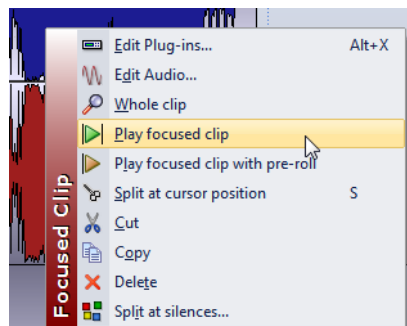 Edit Plug-ins... Alt+X
Edit Audio...
Whole clip
Play focused clip
Play focused clip with pre-roll
Split at cursor position S
Cut
Copy
Delete
Split at silences...
Focused Clip